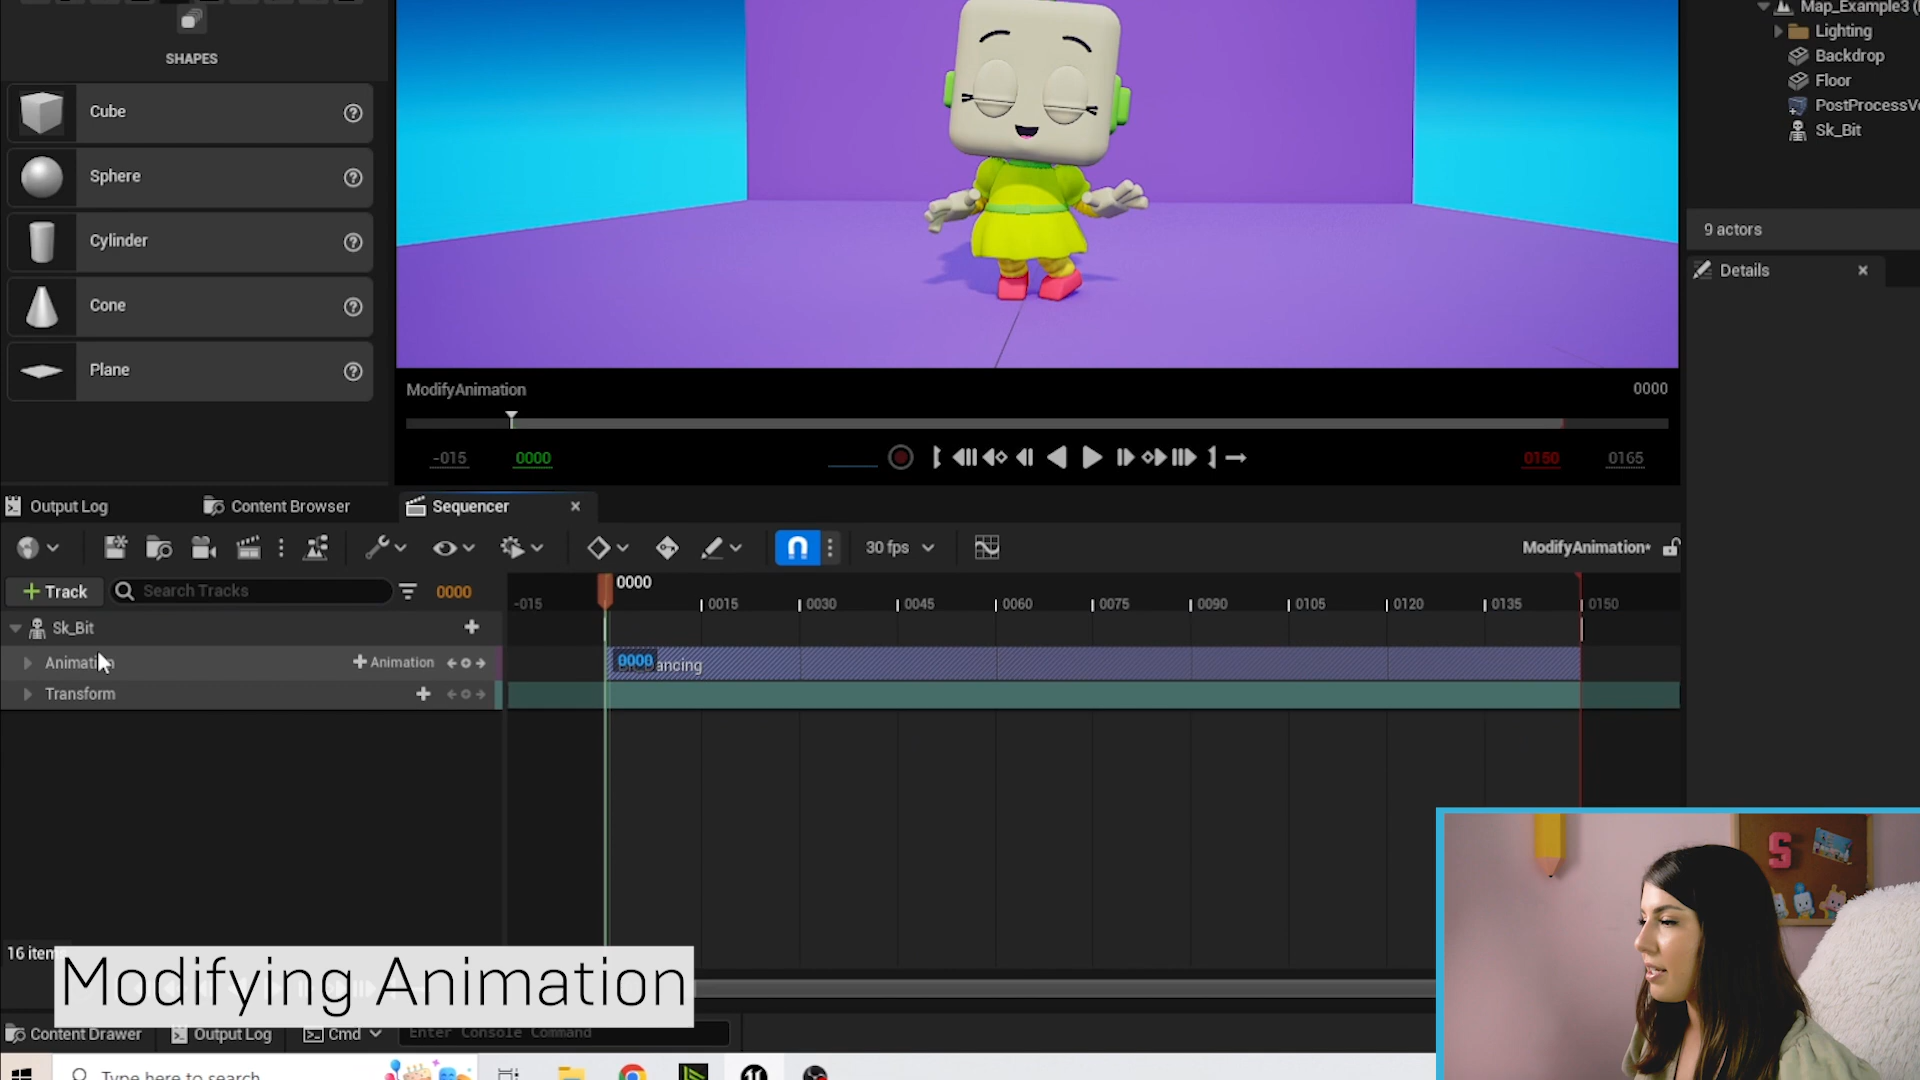 SHAPES
Cube
Sphere
Cylinder
Cone
Plane
Map_Example3
Lighting
Backdrop
Floor
Sk_Bit
9 actors
Details
ModifyAnimation
0000
-015
0000
0150
0165
Output Log
Content Browser
Sequencer
30 fps
ModifyAnimation*
Track
Search Tracks
0000
0000
-015
0015
0030
0045
0060
0075
0090
0105
0120
0135
0150
Sk_Bit
Animation
Animation
0000
Transform
Modifying Animation
Content Drawer
Output Log
Cmd
Enter Console Command
Type here to search
S